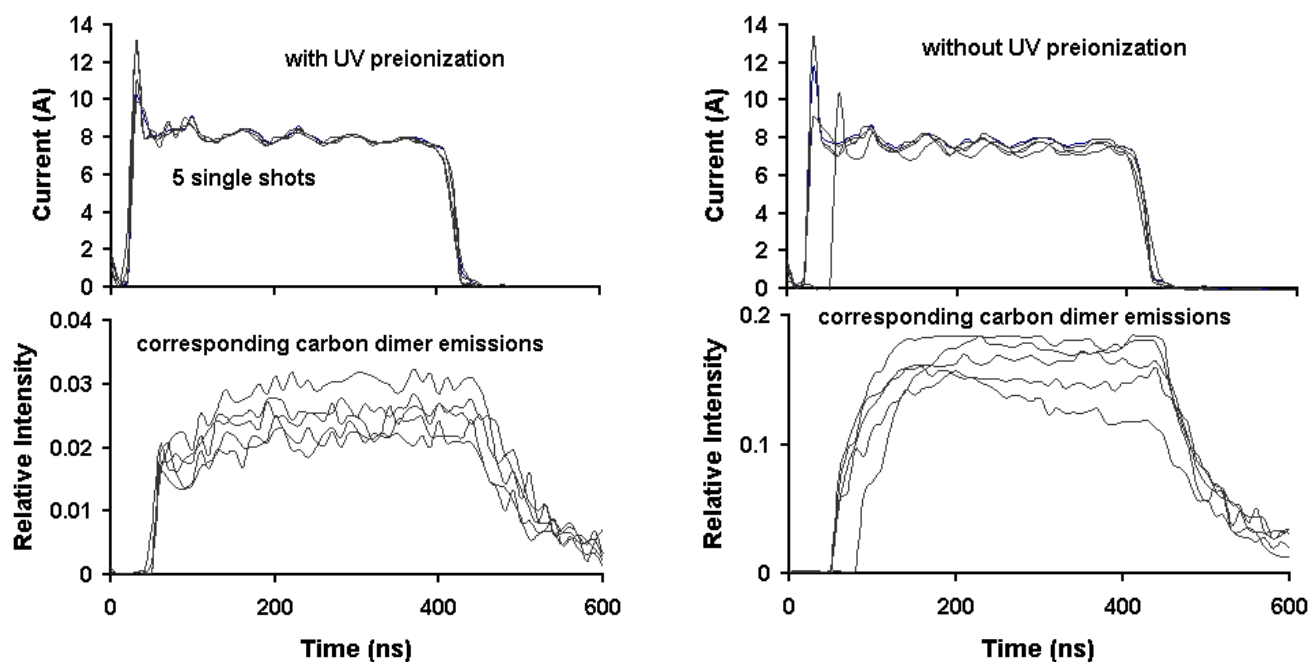 14
12
10
8
6
4
2
0
Current (A)
with UV preionization
5 single shots
0.04
0.03
0.02
0.01
0
Relative Intensity
corresponding carbon dimer emissions
0
200
400
600
Time (ns)
14
12
10
8
6
4
2
0
Current (A)
without UV preionization
0.2
0.1
0
Relative Intensity
corresponding carbon dimer emissions
0
200
400
600
Time (ns)